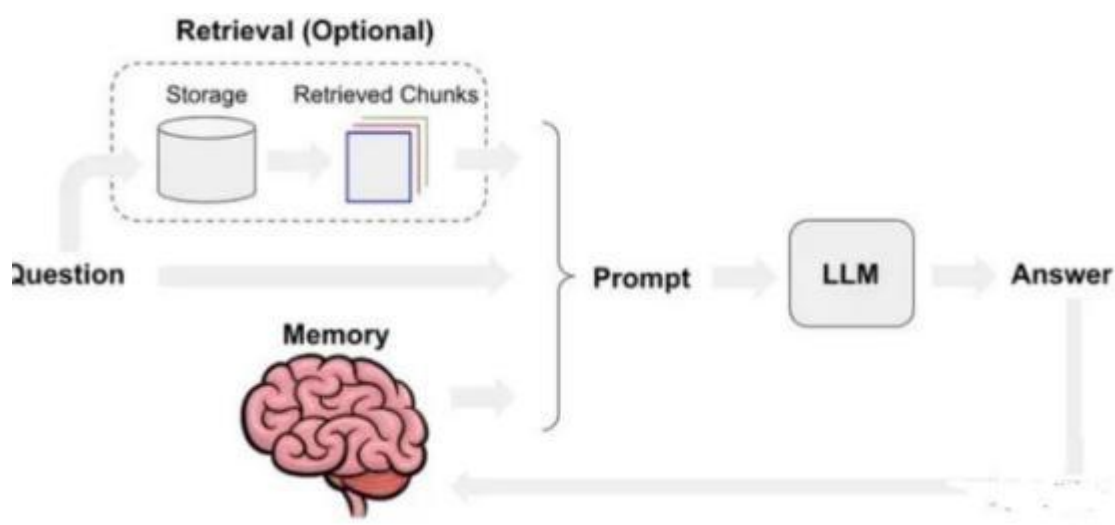 Retrieval (Optional)
Storage
Retrieved Chunks
Question
Prompt
LLM
Answer
Memory